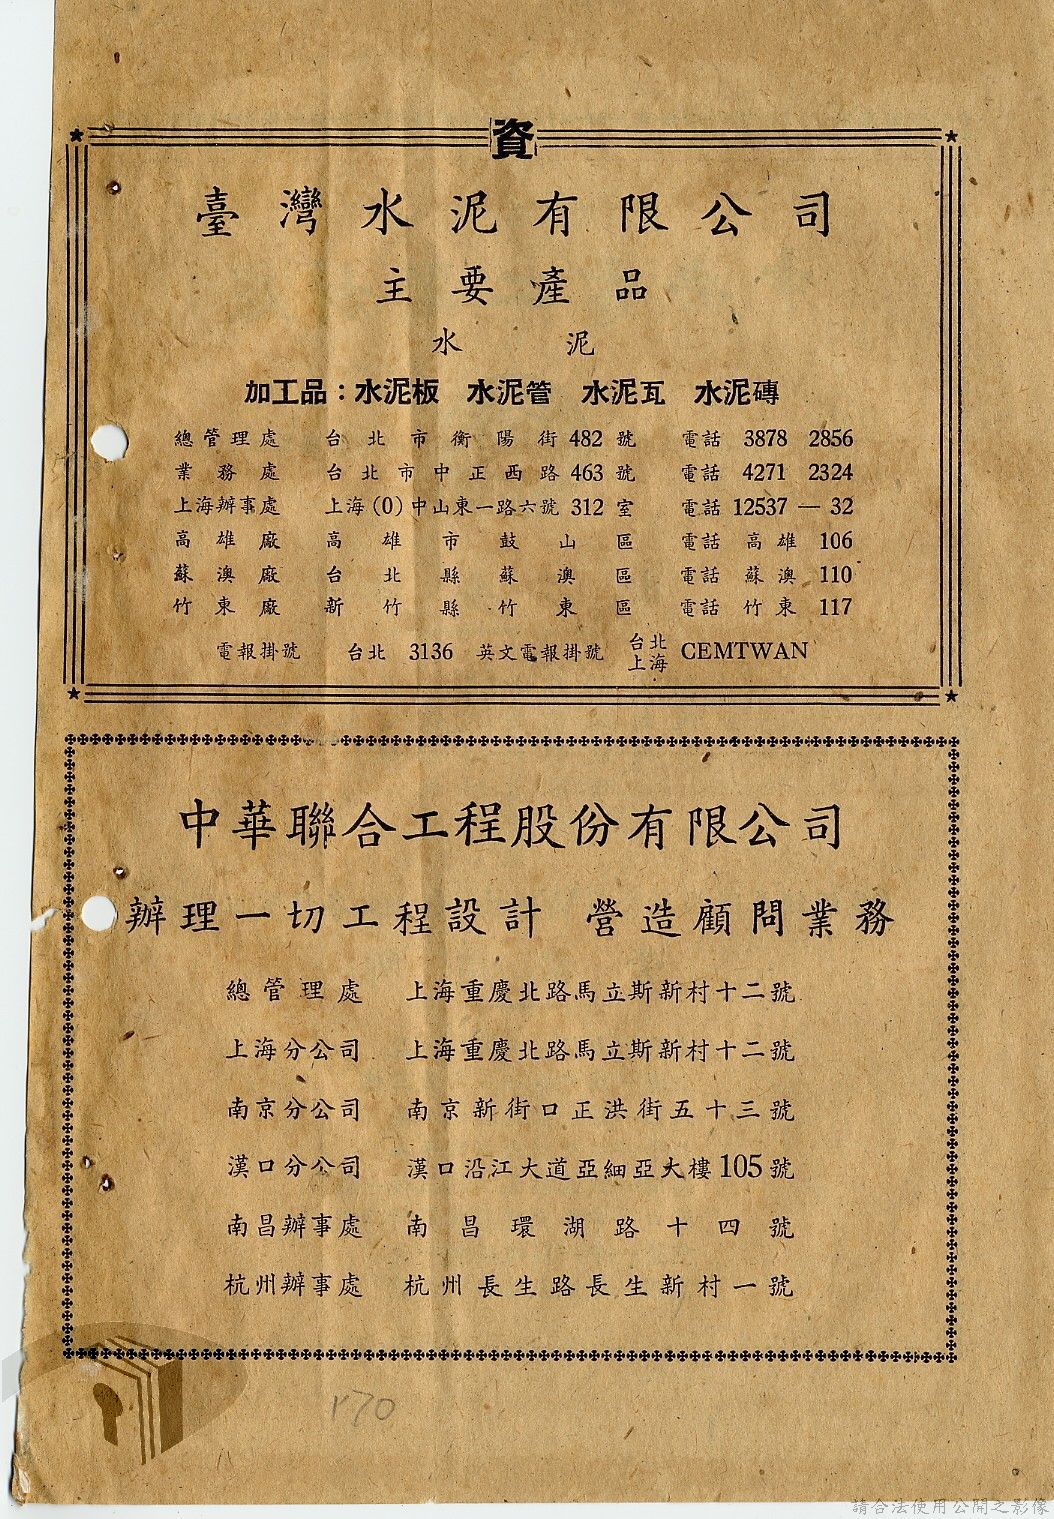 資
臺灣水泥有限公司
主要產品
水泥
加工品：水泥板 水泥管 水泥瓦 水泥磚
總管理處 台北市衡陽街 482 號 電話 3878 2856
業務處 台北市中正西路 463 號 電話 4271 2324
上海辦事處 上海(0)中山東一路六號 312 室 電話 12537 — 32
高雄廠 高雄市鼓山區 電話 高雄 106
蘇澳廠 台北縣蘇澳區 電話 蘇澳 110
竹東廠 新竹縣竹東區 電話 竹東 117
電報掛號 台北 3136 英文電報掛號 台北 上海 CEMTWAN
中華聯合工程股份有限公司
辦理一切工程設計 營造顧問業務
總管理處 上海重慶北路馬立斯新村十二號
上海分公司 上海重慶北路馬立斯新村十二號
南京分公司 南京新街口正洪街五十三號
漢口分公司 漢口沿江大道亞細亞大樓 105 號
南昌辦事處 南昌環湖路十四號
杭州辦事處 杭州長生路長生新村一號
170
請合法使用公開之影像